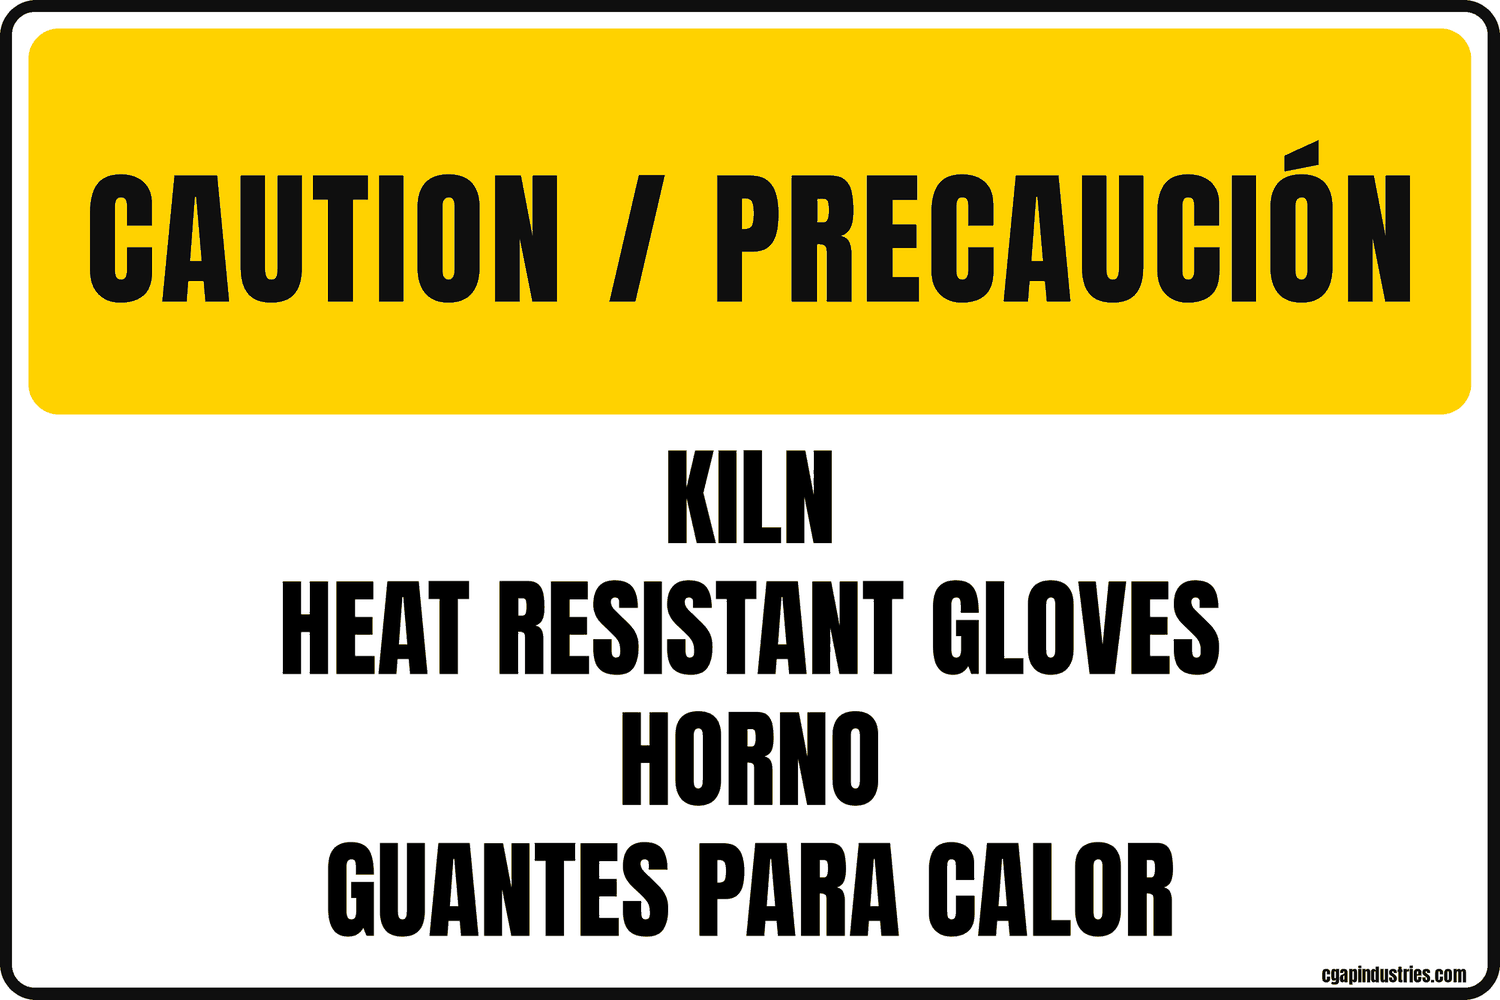 CAUTION / PRECAUCIÓN
KILN
HEAT RESISTANT GLOVES
HORNO
GUANTES PARA CALOR
cgapindustries.com